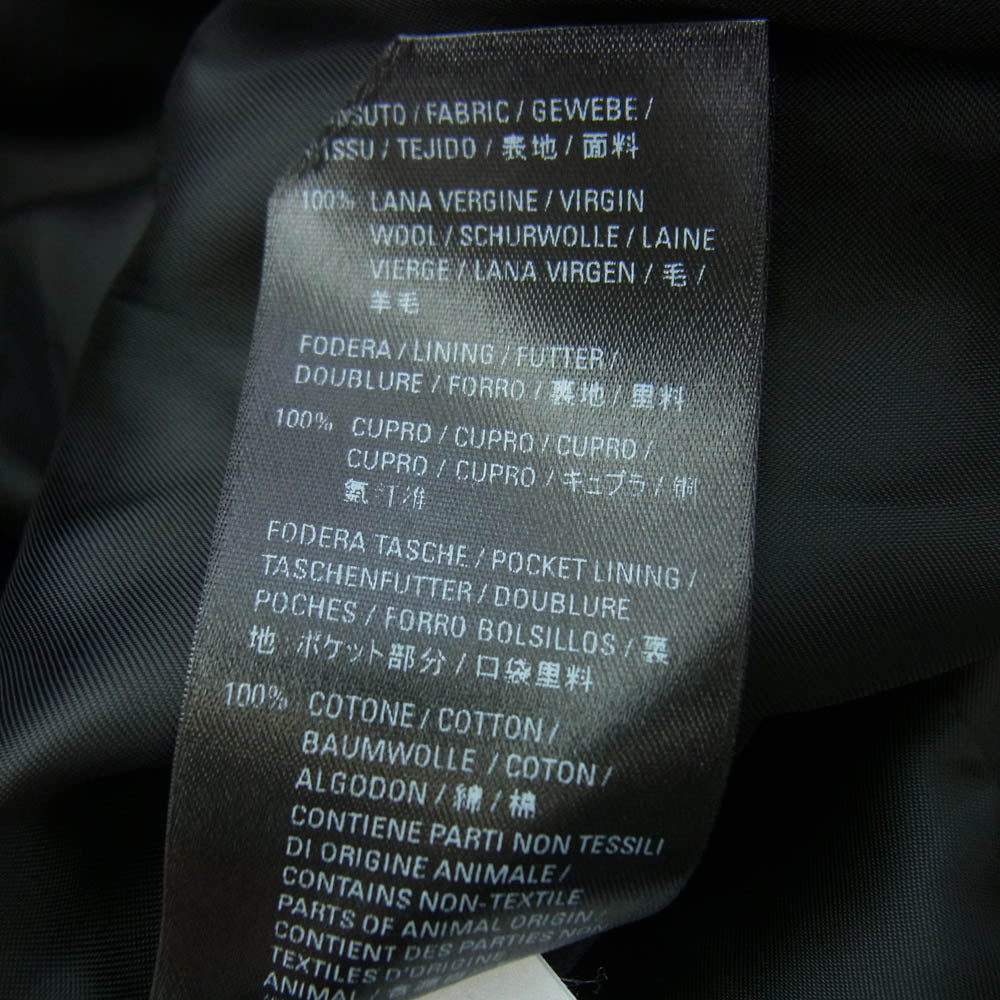 SSUTO / FABRIC / GEWEBE /
ISSU / TEJIDO / 表地 / 面料
100% LANA VERGINE / VIRGIN
WOOL / SCHURWOLLE / LAINE
VIERGE / LANA VIRGEN / 毛 /
羊毛
FODERA / LINING / FUTTER /
DOUBLURE / FORRO / 裏地 / 里料
100% CUPRO / CUPRO / CUPRO /
CUPRO / CUPRO / キュプラ / 铜
FODERA TASCHE / POCKET LINING /
TASCHENFUTTER / DOUBLURE
POCHES / FORRO BOLSILLOS / 裏
地 ポケット部分 / 口袋里料
100% COTONE / COTTON /
BAUMWOLLE / COTON /
ALGODON / 綿 / 棉
CONTIENE PARTI NON TESSILI
DI ORIGINE ANIMALE /
CONTAINS NON-TEXTILE
PARTS OF ANIMAL ORIGIN /
CONTIENT DES PARTIES NON
TEXTILES D'ORIGINE
ANIMAL /